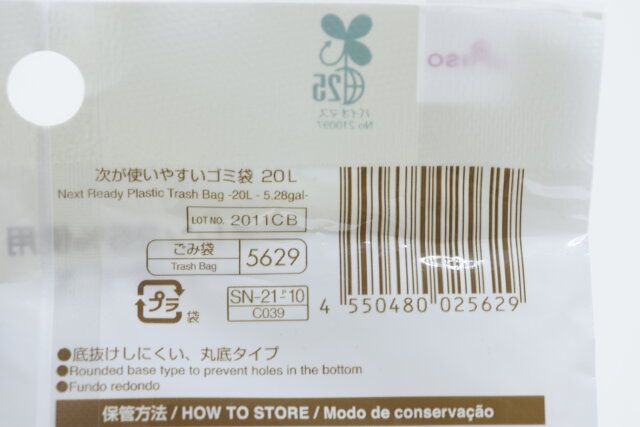 25
バイオマス
No.210097
次が使いやすいゴミ袋 20L
Next Ready Plastic Trash Bag -20L - 5.28gal-
LOT NO. 2011CB
ごみ袋
Trash Bag
5629
プラ
袋
SN-21 10
C039
4 550480 025629
●底抜けしにくい、丸底タイプ
●Rounded base type to prevent holes in the bottom
●Fundo redondo
保管方法 / HOW TO STORE / Modo de conservação